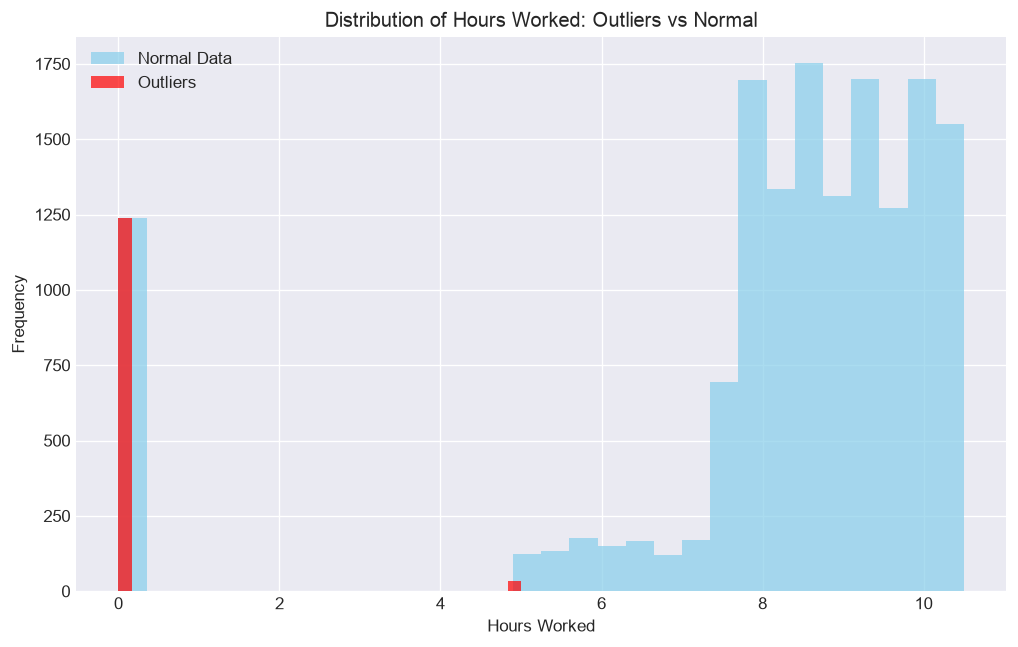 Distribution of Hours Worked: Outliers vs Normal
Normal Data
Outliers
Frequency
1750
1500
1250
1000
750
500
250
0
0 2 4 6 8 10
Hours Worked